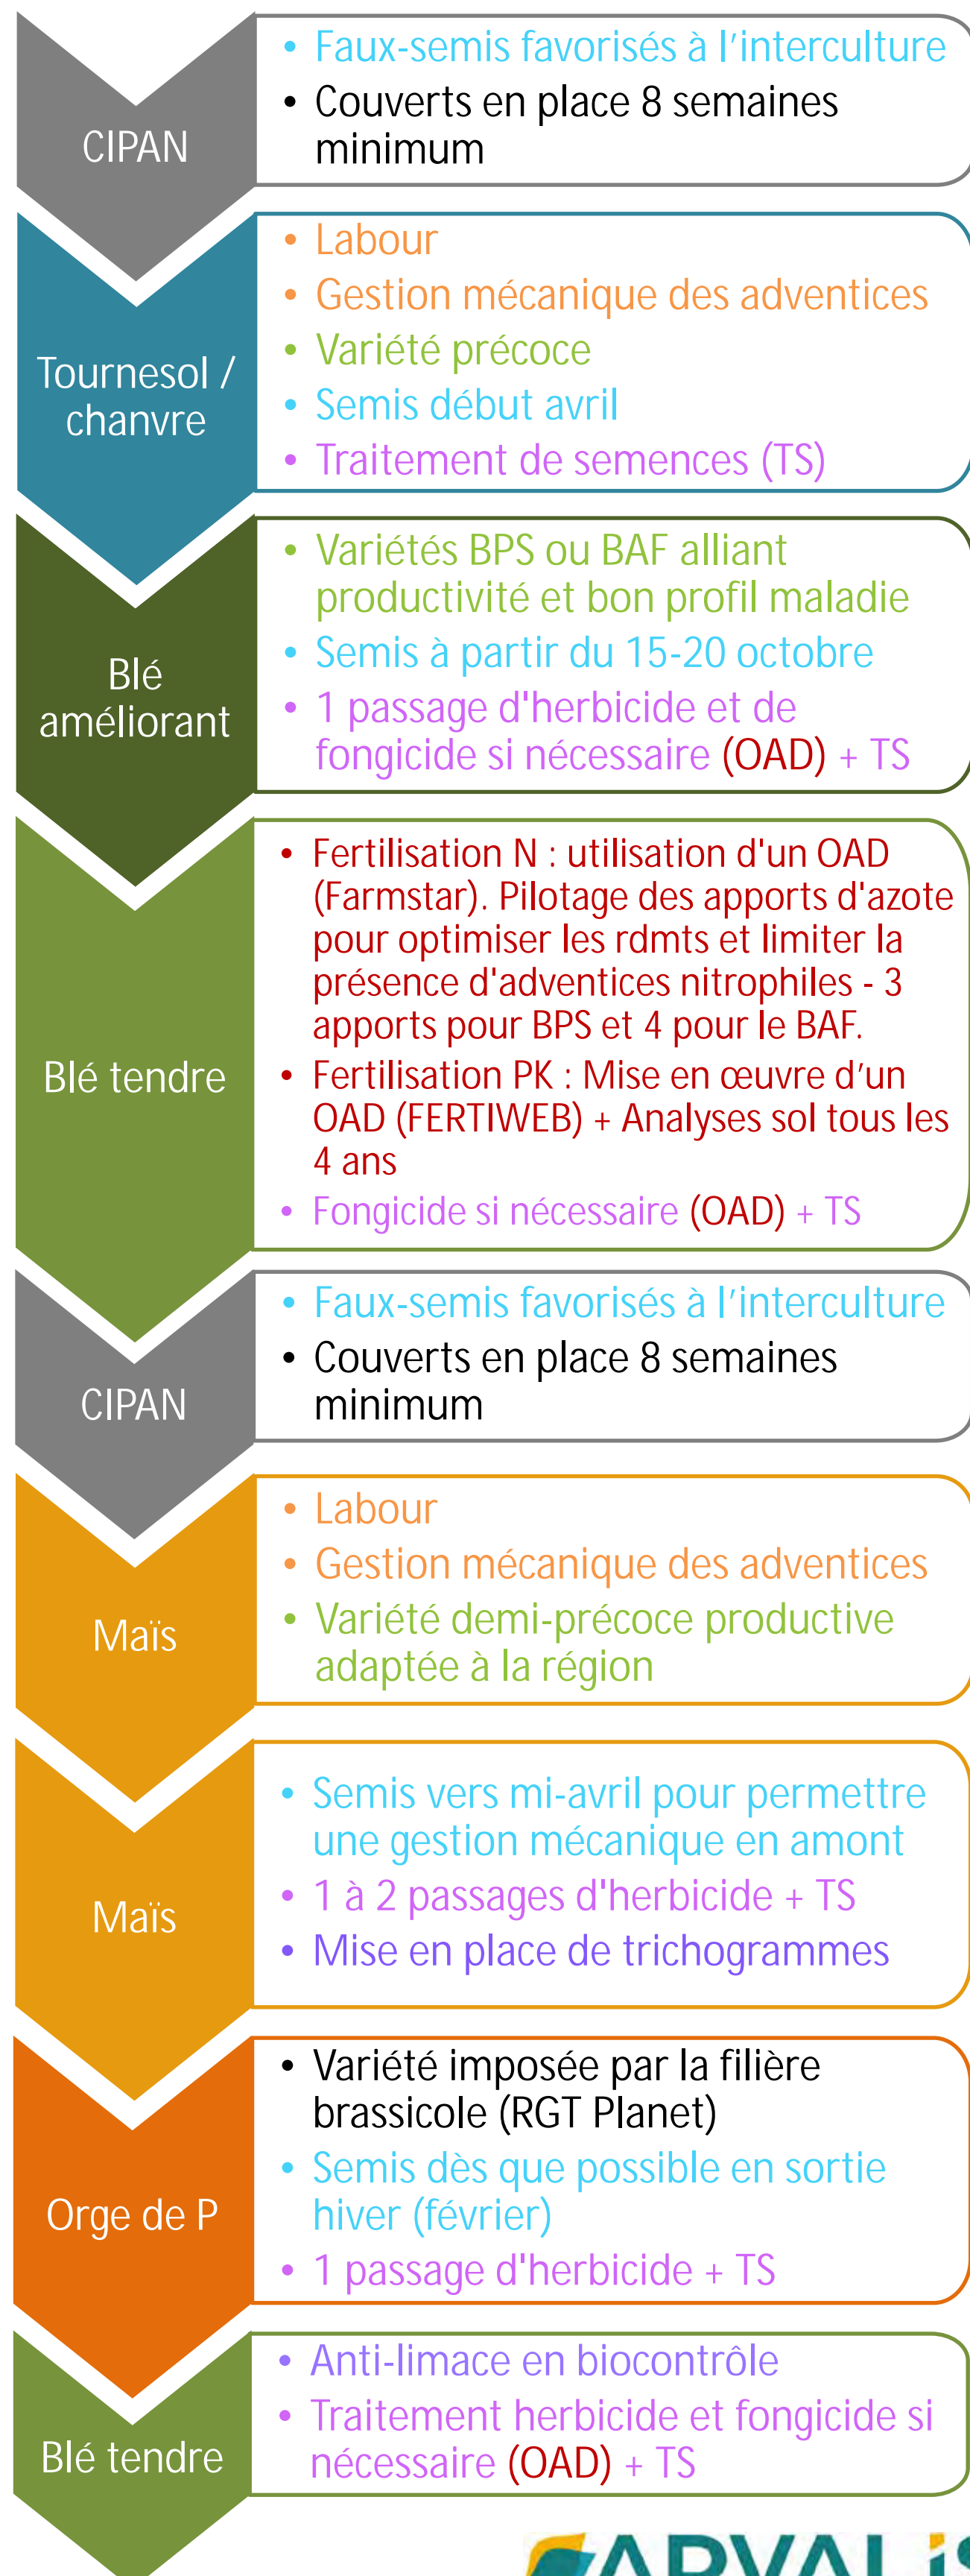 CIPAN
• Faux-semis favorisés à l’interculture
• Couverts en place 8 semaines
minimum
Tournesol /
chanvre
• Labour
• Gestion mécanique des adventices
• Variété précoce
• Semis début avril
• Traitement de semences (TS)
Blé
améliorant
• Variétés BPS ou BAF alliant
productivité et bon profil maladie
• Semis à partir du 15-20 octobre
• 1 passage d'herbicide et de
fongicide si nécessaire (OAD) + TS
Blé tendre
• Fertilisation N : utilisation d'un OAD
(Farmstar). Pilotage des apports d'azote
pour optimiser les rdmts et limiter la
présence d'adventices nitrophiles - 3
apports pour BPS et 4 pour le BAF.
• Fertilisation PK : Mise en œuvre d’un
OAD (FERTIWEB) + Analyses sol tous les
4 ans
• Fongicide si nécessaire (OAD) + TS
CIPAN
• Faux-semis favorisés à l’interculture
• Couverts en place 8 semaines
minimum
Maïs
• Labour
• Gestion mécanique des adventices
• Variété demi-précoce productive
adaptée à la région
Maïs
• Semis vers mi-avril pour permettre
une gestion mécanique en amont
• 1 à 2 passages d'herbicide + TS
• Mise en place de trichogrammes
Orge de P
• Variété imposée par la filière
brassicole (RGT Planet)
• Semis dès que possible en sortie
hiver (février)
• 1 passage d'herbicide + TS
Blé tendre
• Anti-limace en biocontrôle
• Traitement herbicide et fongicide si
nécessaire (OAD) + TS
ARVALIS